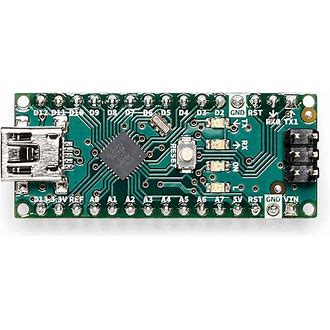 D12 D11 D10 D9 D8 D7 D6 D5 D4 D3 D2 GND RST RX0 TX1
TX
RX
RESET
ON
L
D13 3.3V REF A0 A1 A2 A3 A4 A5 A6 A7 5V RST GND VIN